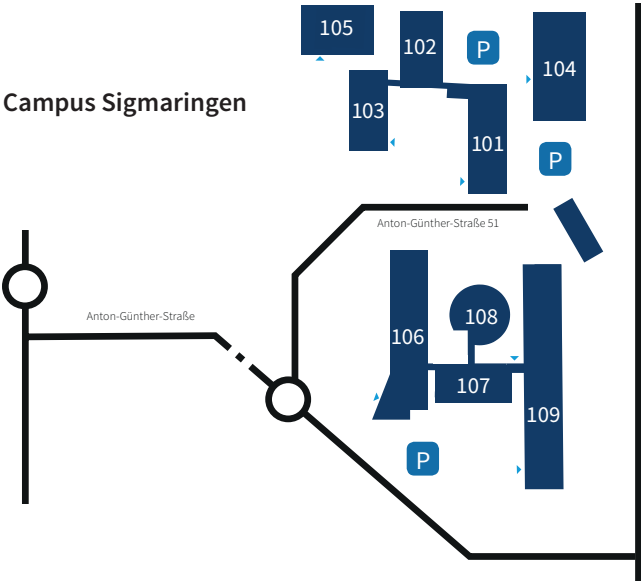 105
102
P
104
Campus Sigmaringen
103
101
P
Anton-Günther-Straße 51
Anton-Günther-Straße
108
106
107
109
P